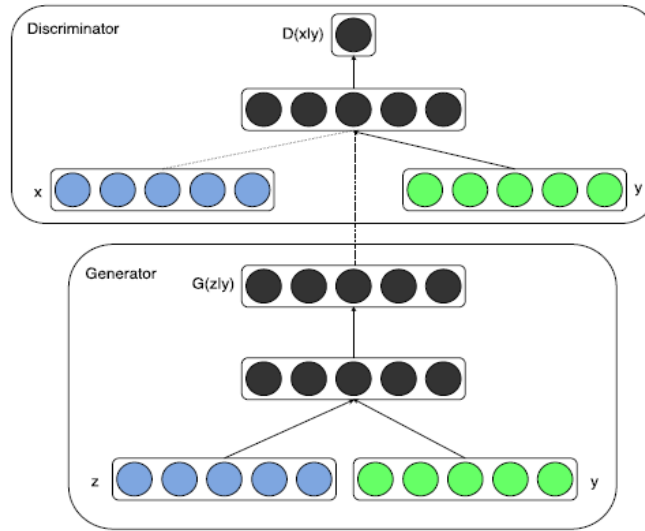 Discriminator
D(x|y)
x
y
Generator
G(z|y)
z
y